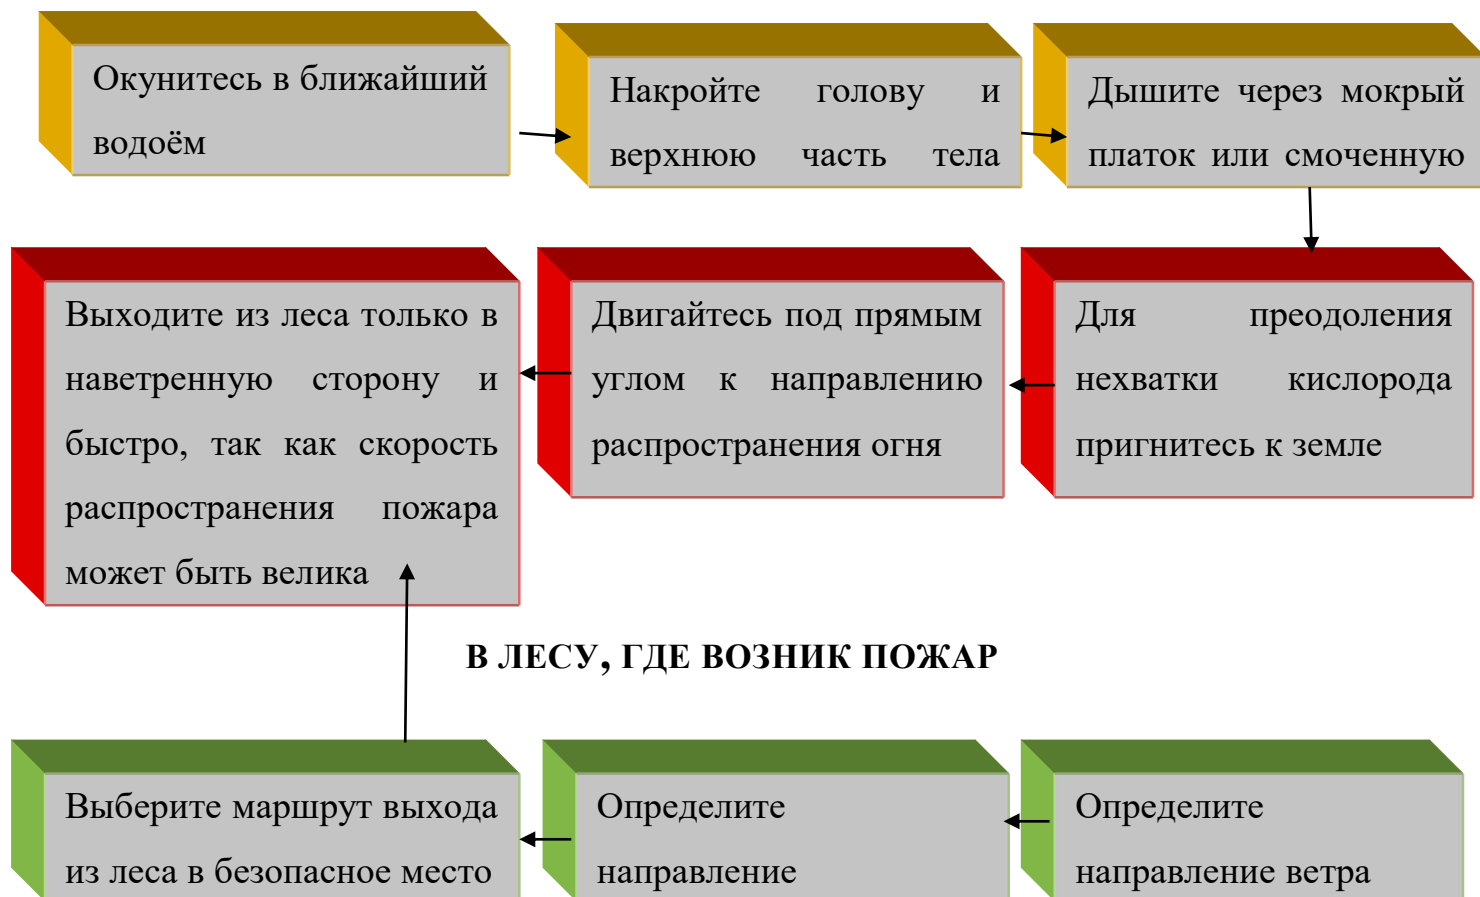 Окунитесь в ближайший
водоём
Накройте голову и
верхнюю часть тела
Дышите через мокрый
платок или смоченную
Выходите из леса только в
наветренную сторону и
быстро, так как скорость
распространения пожара
может быть велика
Двигайтесь под прямым
углом к направлению
распространения огня
Для преодоления
нехватки кислорода
пригнитесь к земле
В ЛЕСУ, ГДЕ ВОЗНИК ПОЖАР
Выберите маршрут выхода
из леса в безопасное место
Определите
направление
Определите
направление ветра